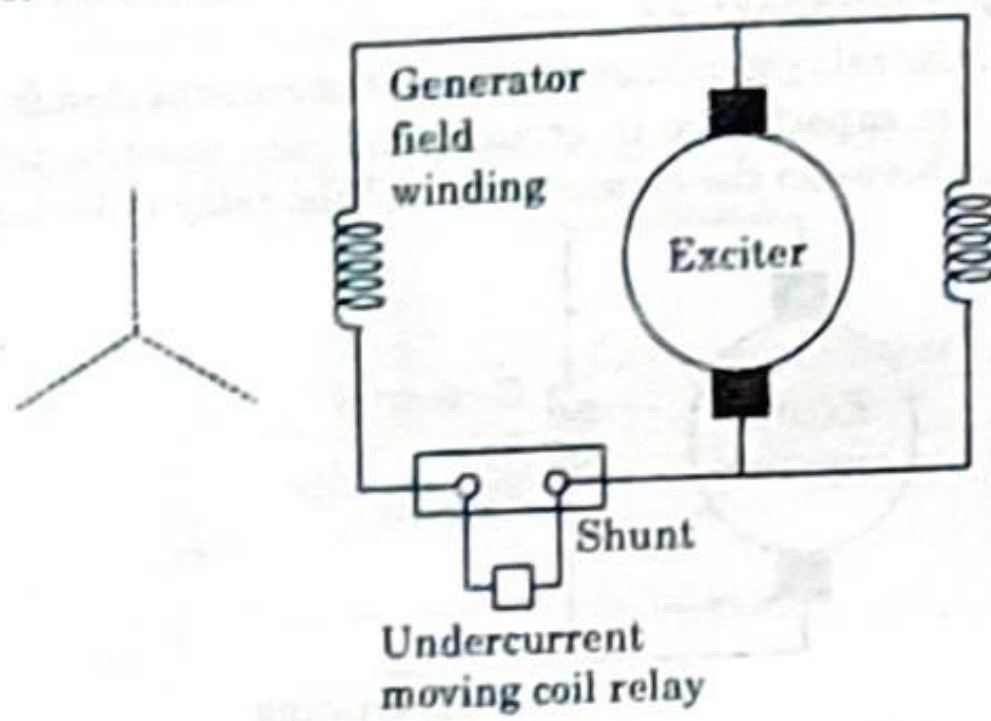 Generator
field
winding
Exciter
Shunt
Undercurrent
moving coil relay